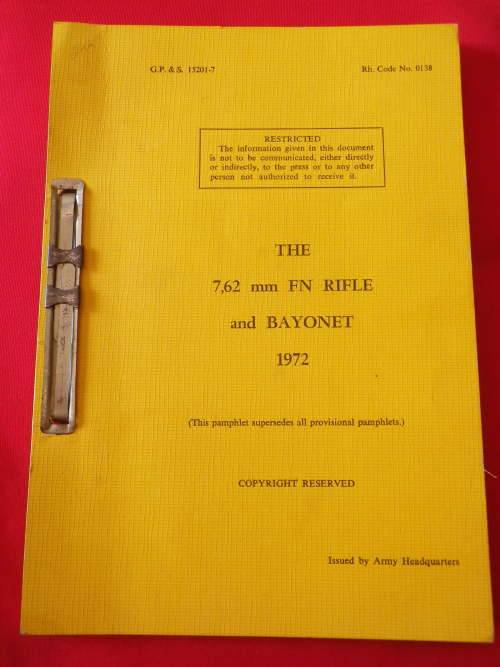 G.P. & S. 15201-7
Rh. Code No. 0138
RESTRICTED
The information given in this document
is not to be communicated, either directly
or indirectly, to the press or to any other
person not authorized to receive it.
THE
7,62 mm FN RIFLE
and BAYONET
1972
(This pamphlet supersedes all provisional pamphlets.)
COPYRIGHT RESERVED
Issued by Army Headquarters